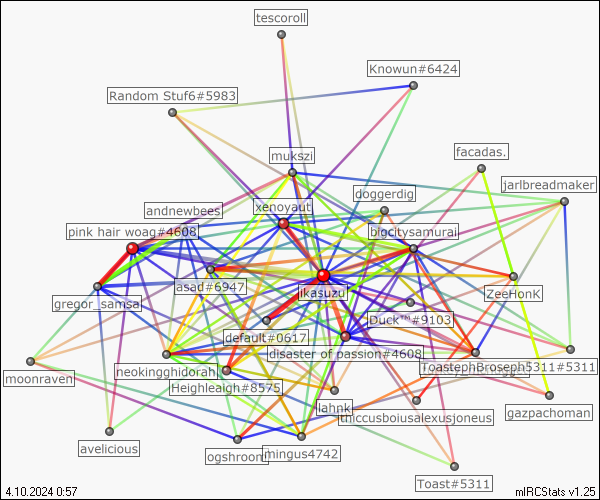 tescoroll
Knowun#6424
Random Stuf6#5983
mukszi
facadas.
jarlbreadmaker
doggerdig
xenoyaut
andnewbees
pink hair woag#4608
bigcitysamurai
asad#6947
ikasuzu
ZeeHonK
gregor_samsa
Duck™#9103
default#0617
disaster of passion#4608
ToastephBroseph5311#5311
neokingghidorah
moonraven
Heighleaigh#8575
lahnk
thiccusboiusalexusjoneus
gazpachoman
avelicious
ogshroom
mingus4742
Toast#5311
4.10.2024 0:57
mIRCStats v1.25